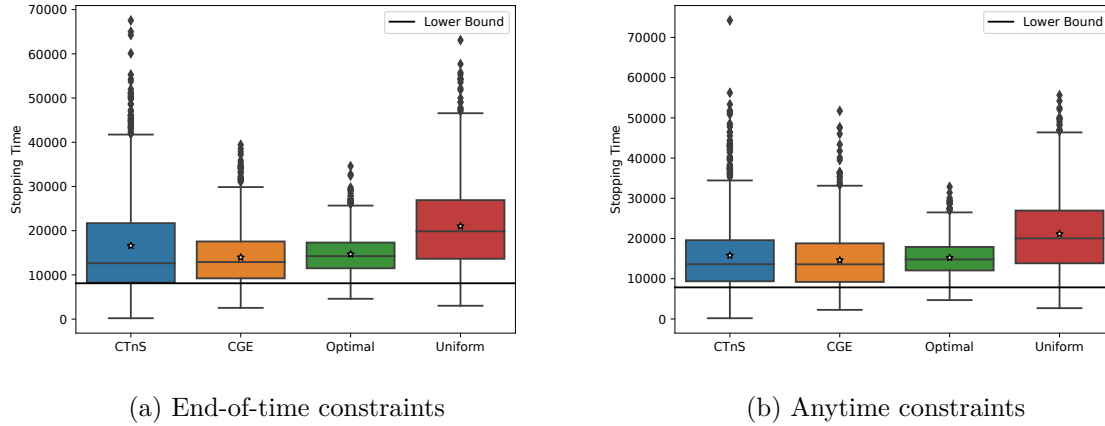 70000
60000
50000
40000
30000
20000
10000
0
Stopping Time
Lower Bound
CTnS CGE Optimal Uniform
(a) End-of-time constraints
70000
60000
50000
40000
30000
20000
10000
0
Stopping Time
Lower Bound
CTnS CGE Optimal Uniform
(b) Anytime constraints